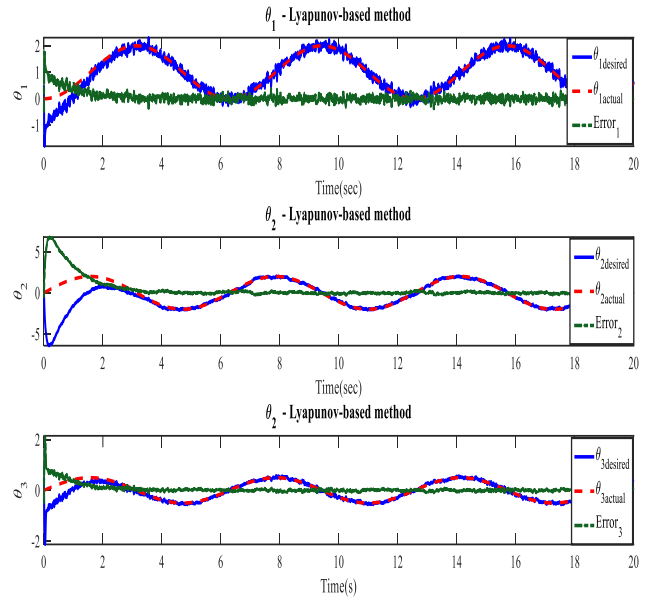 θ1 - Lyapunov-based method
θ1
2
1
0
-1
0 2 4 6 8 10 12 14 16 18 20
Time(sec)
θ1desired
θ1actual
Error1
θ2 - Lyapunov-based method
θ2
5
0
-5
0 2 4 6 8 10 12 14 16 18 20
Time(sec)
θ2desired
θ2actual
Error2
θ2 - Lyapunov-based method
θ3
2
0
-2
0 2 4 6 8 10 12 14 16 18 20
Time(s)
θ3desired
θ3actual
Error3